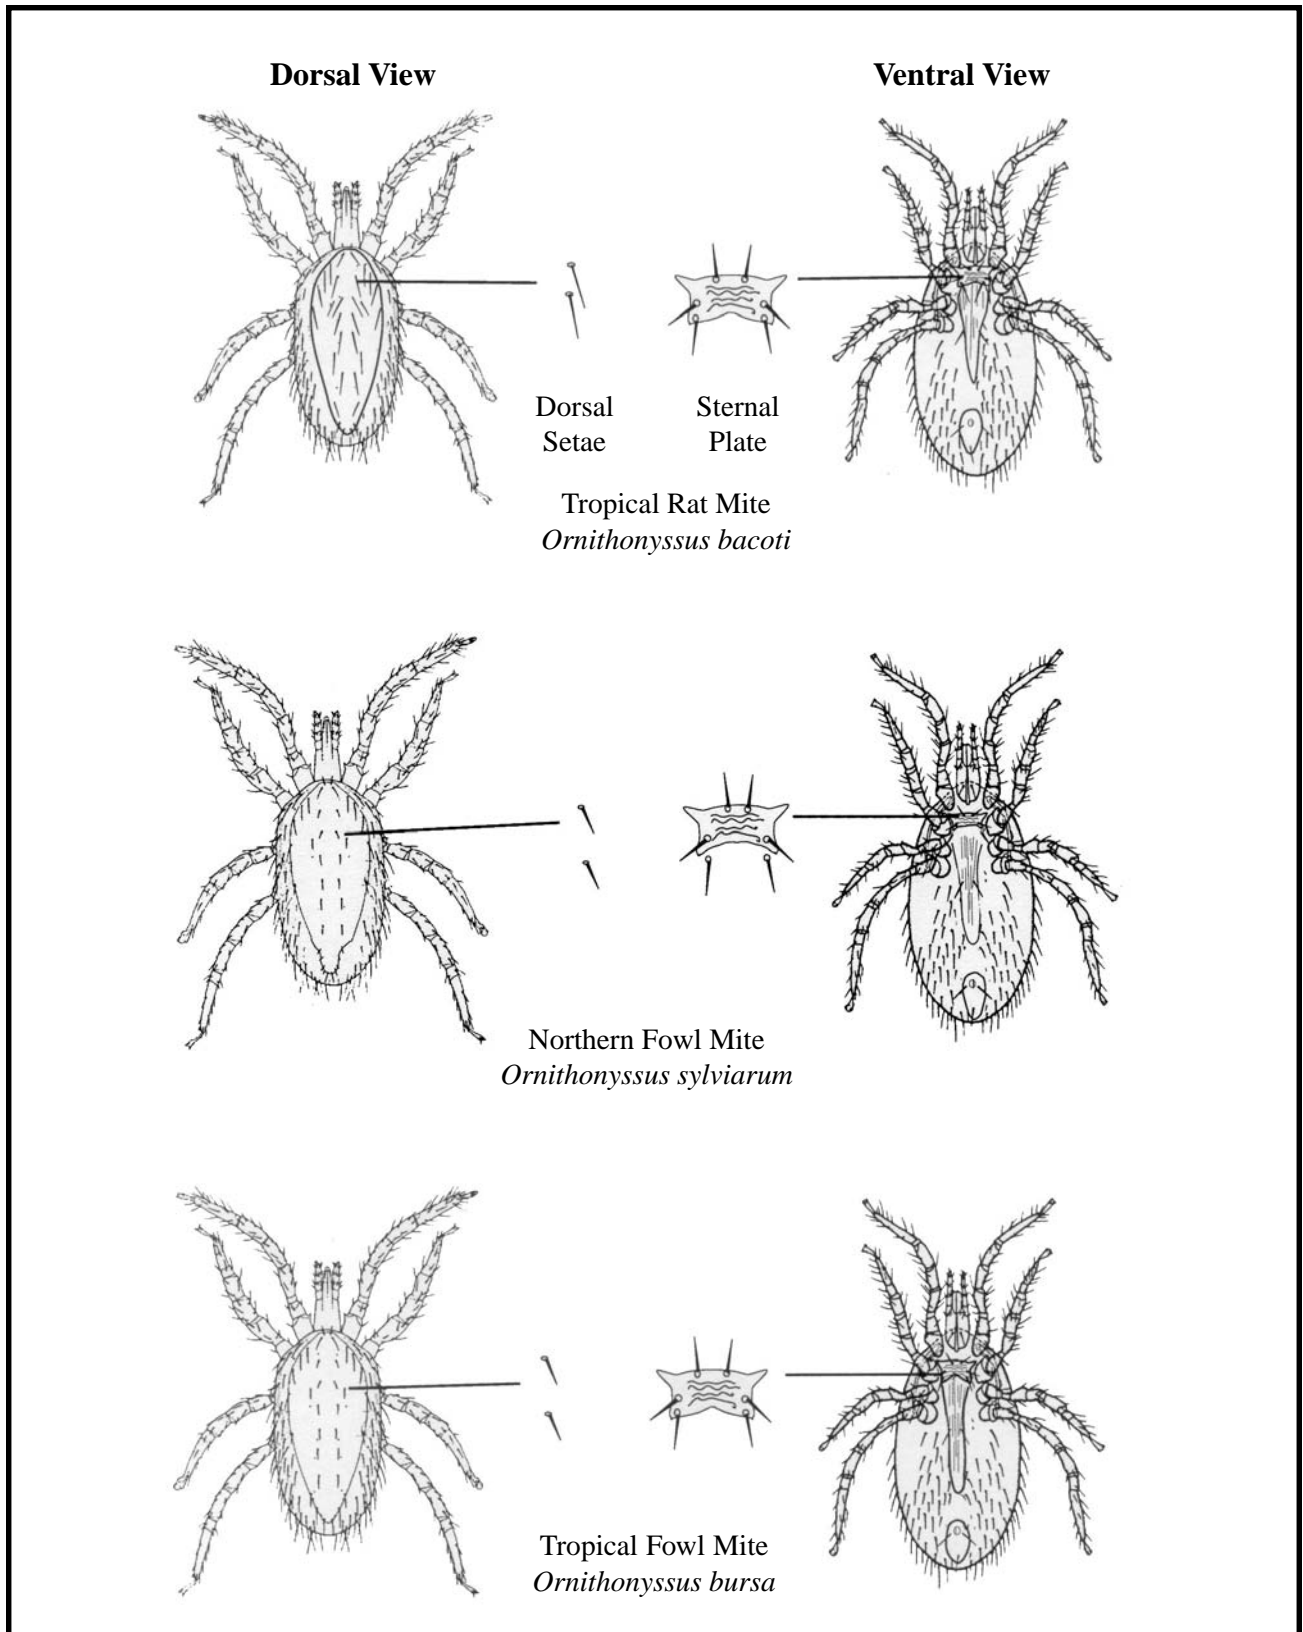 Dorsal View
Ventral View
Dorsal
Setae
Sternal
Plate
Tropical Rat Mite
Ornithonyssus bacoti
Northern Fowl Mite
Ornithonyssus sylviarum
Tropical Fowl Mite
Ornithonyssus bursa